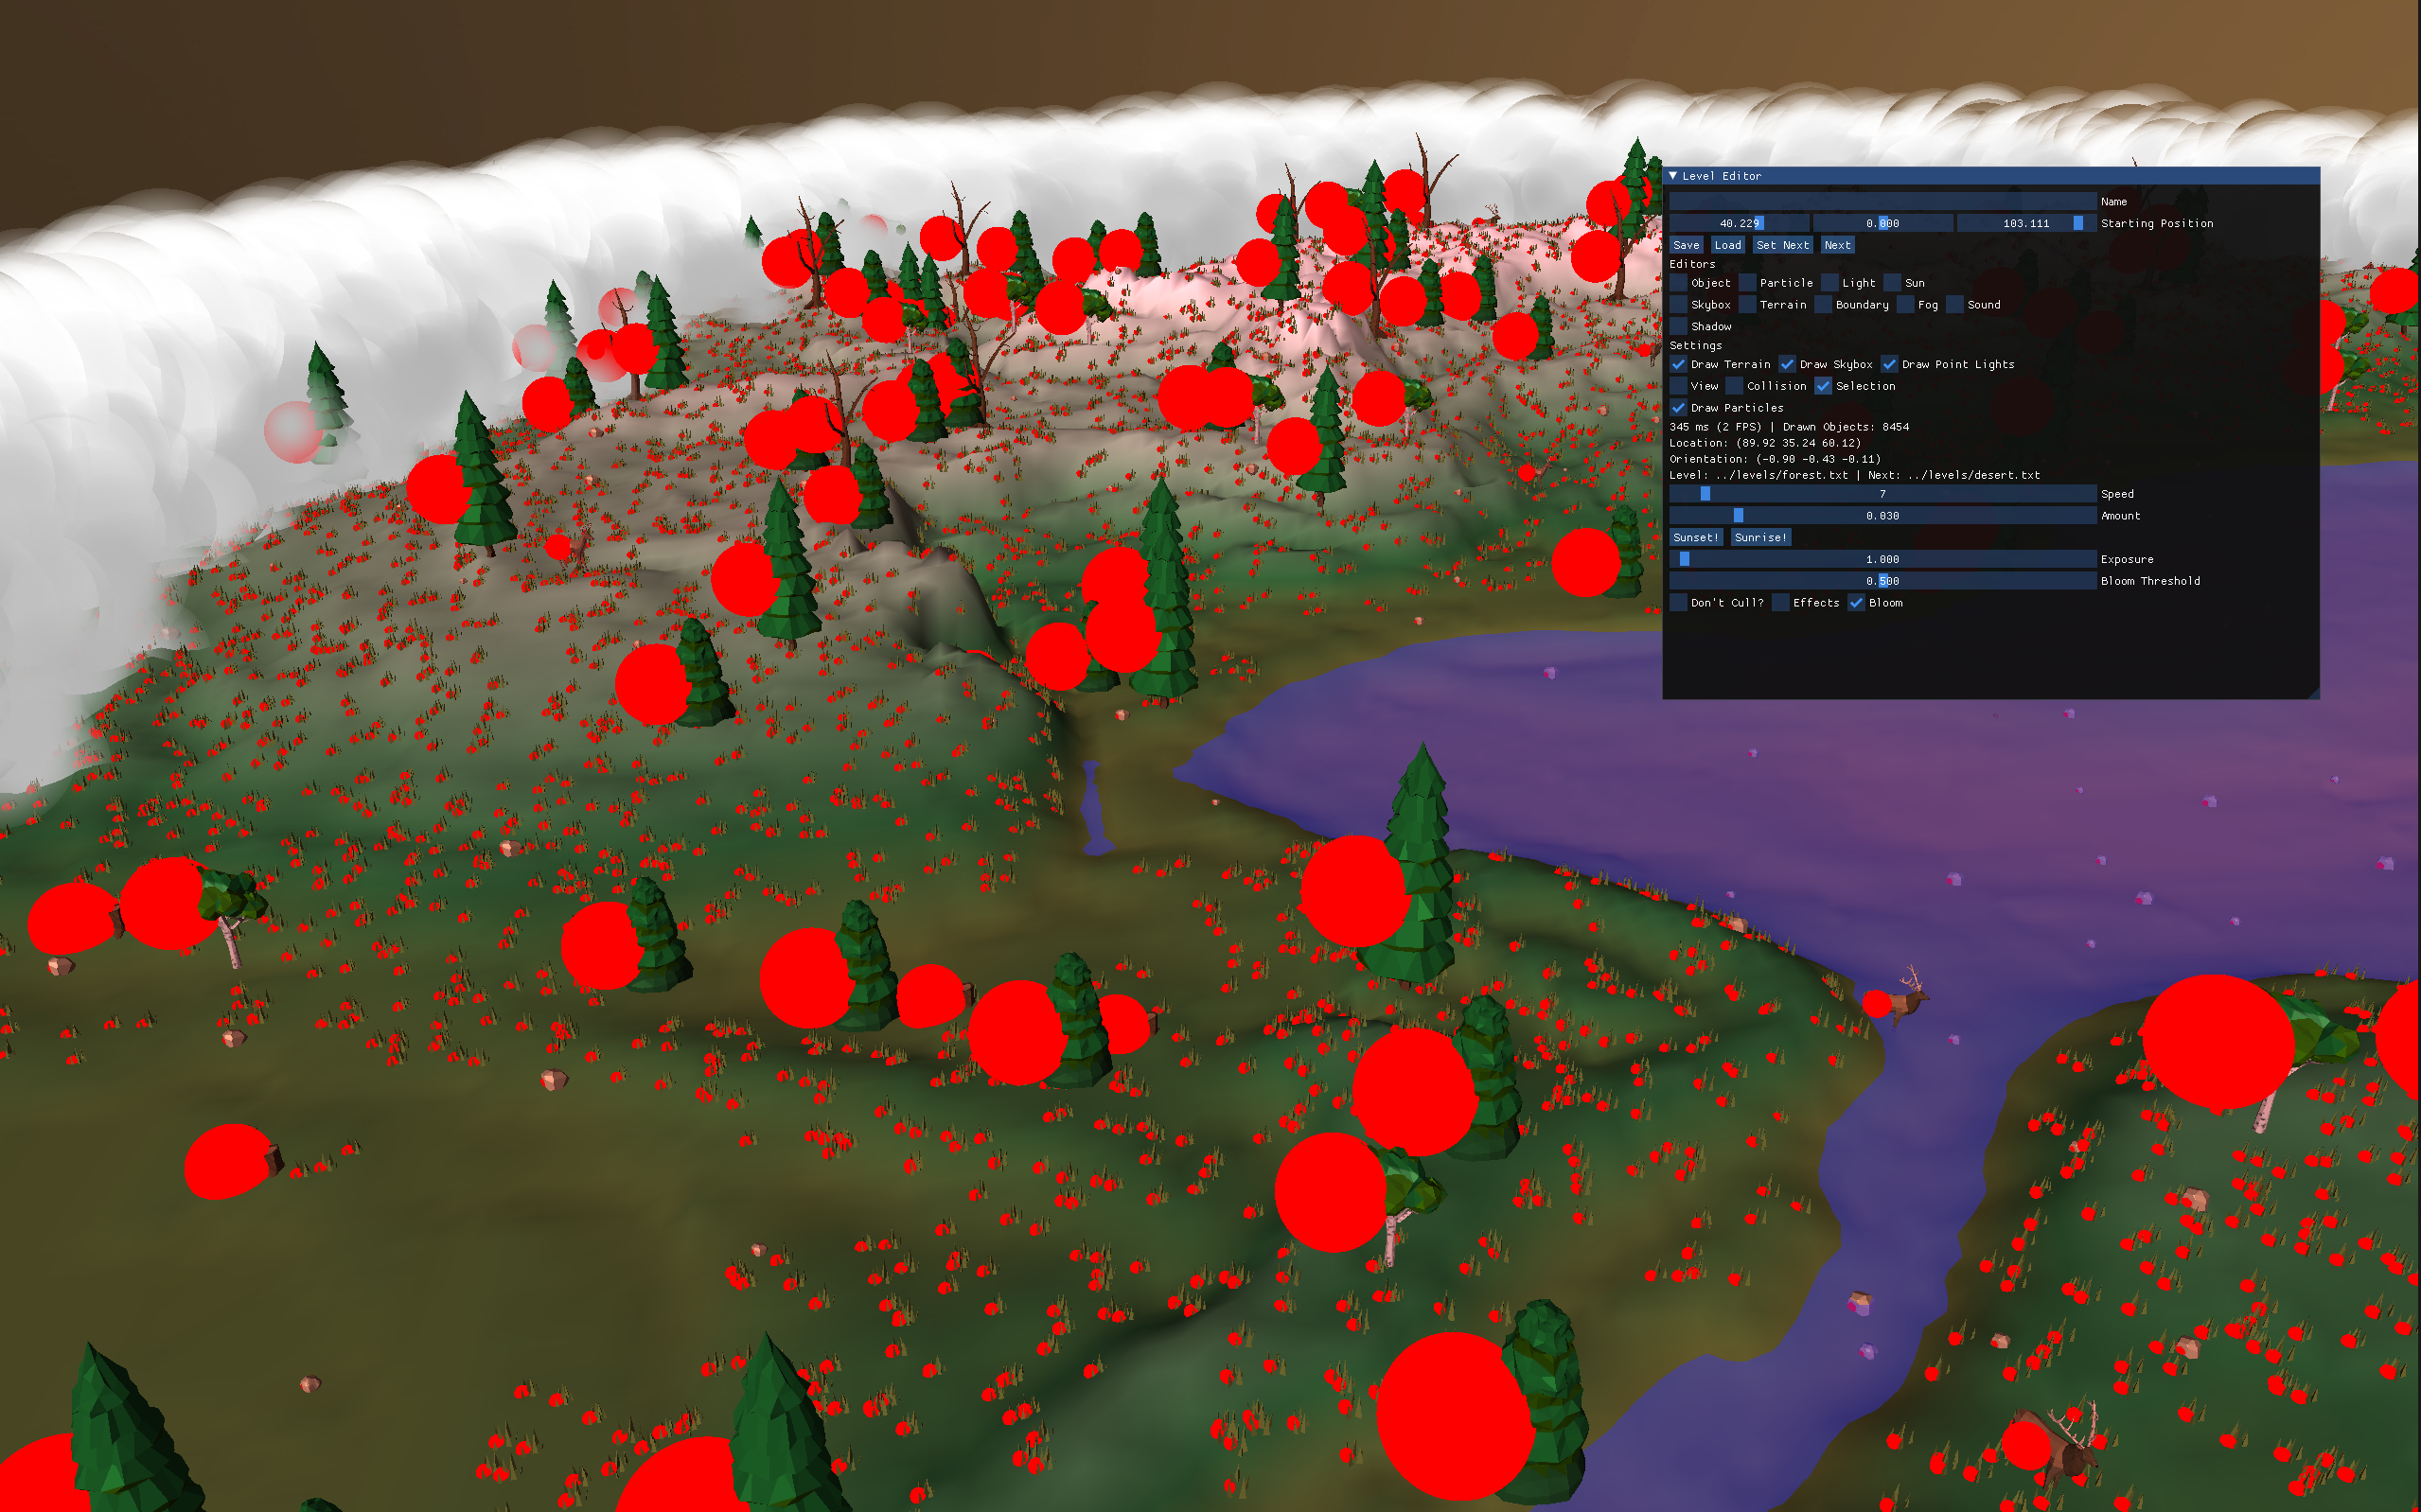 Level Editor
Name
40.229 0.000 103.111 Starting Position
Save Load Set Next Next
Editors
Object Particle Light Sun
Skybox Terrain Boundary Fog Sound
Shadow
Settings
Draw Terrain Draw Skybox Draw Point Lights
View Collision Selection
Draw Particles
345 ms (2 FPS) | Drawn Objects: 8454
Location: (89.92 35.24 60.12)
Orientation: (-0.90 -0.43 -0.11)
Level: ../levels/forest.txt | Next: ../levels/desert.txt
7 Speed
0.030 Amount
Sunset! Sunrise!
1.000 Exposure
0.500 Bloom Threshold
Don't Cull? Effects Bloom